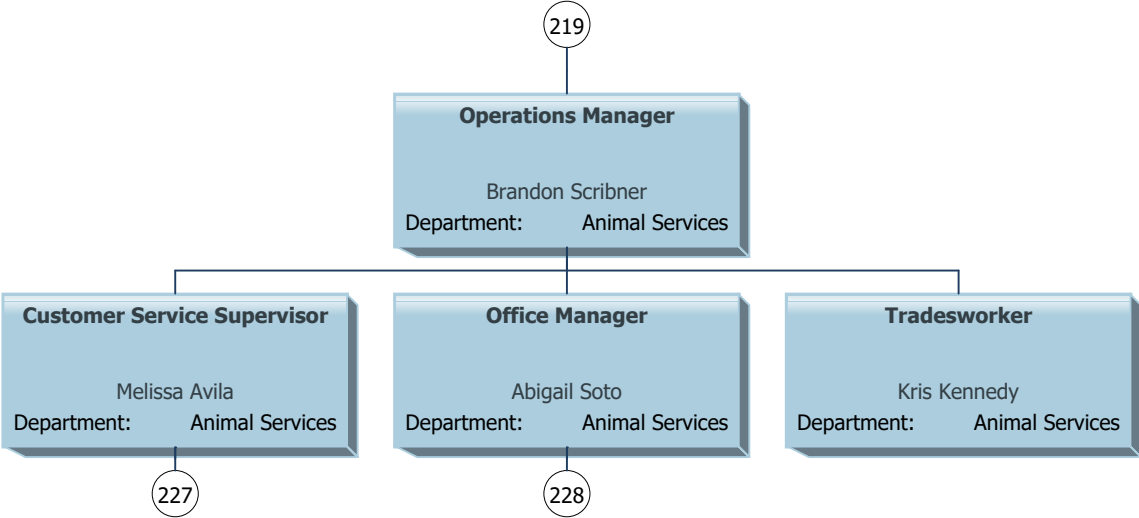 219
Operations Manager
Brandon Scribner
Department: Animal Services
Customer Service Supervisor
Melissa Avila
Department: Animal Services
227
Office Manager
Abigail Soto
Department: Animal Services
228
Tradesworker
Kris Kennedy
Department: Animal Services